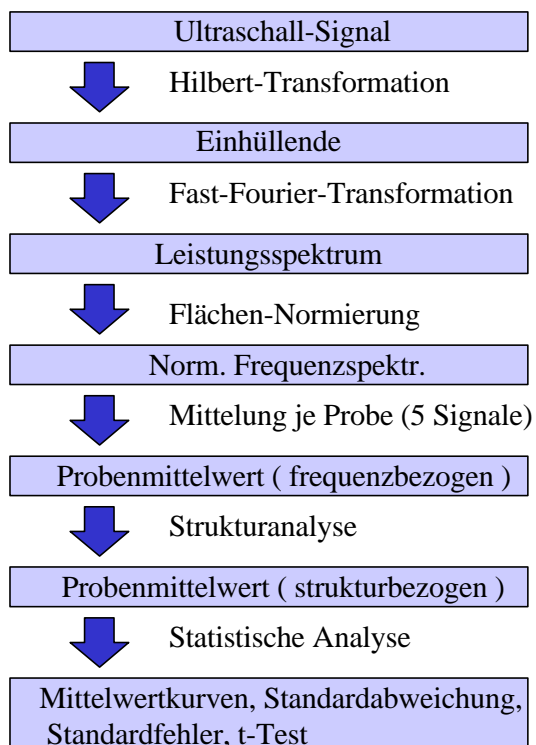 Ultraschall-Signal
Hilbert-Transformation
Einhüllende
Fast-Fourier-Transformation
Leistungsspektrum
Flächen-Normierung
Norm. Frequenzspektr.
Mittelung je Probe (5 Signale)
Probenmittelwert ( frequenzbezogen )
Strukturanalyse
Probenmittelwert ( strukturbezogen )
Statistische Analyse
Mittelwertkurven, Standardabweichung,
Standardfehler, t-Test